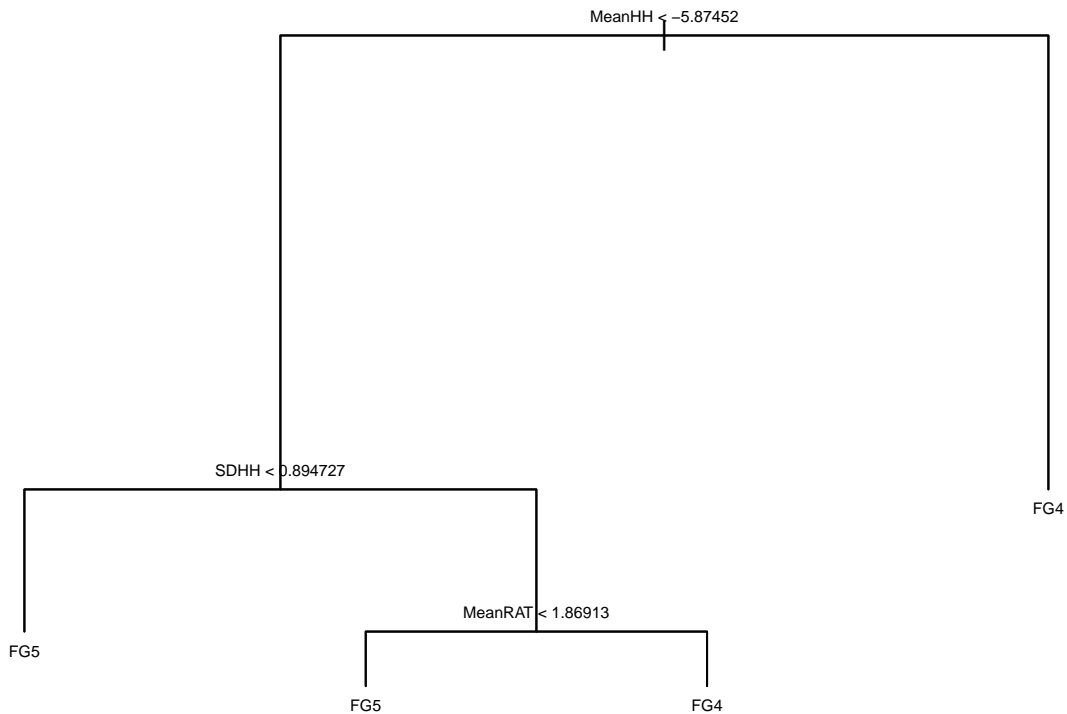 MeanHH < −5.87452
SDHH < 0.894727
FG4
MeanRAT < 1.86913
FG5
FG5
FG4